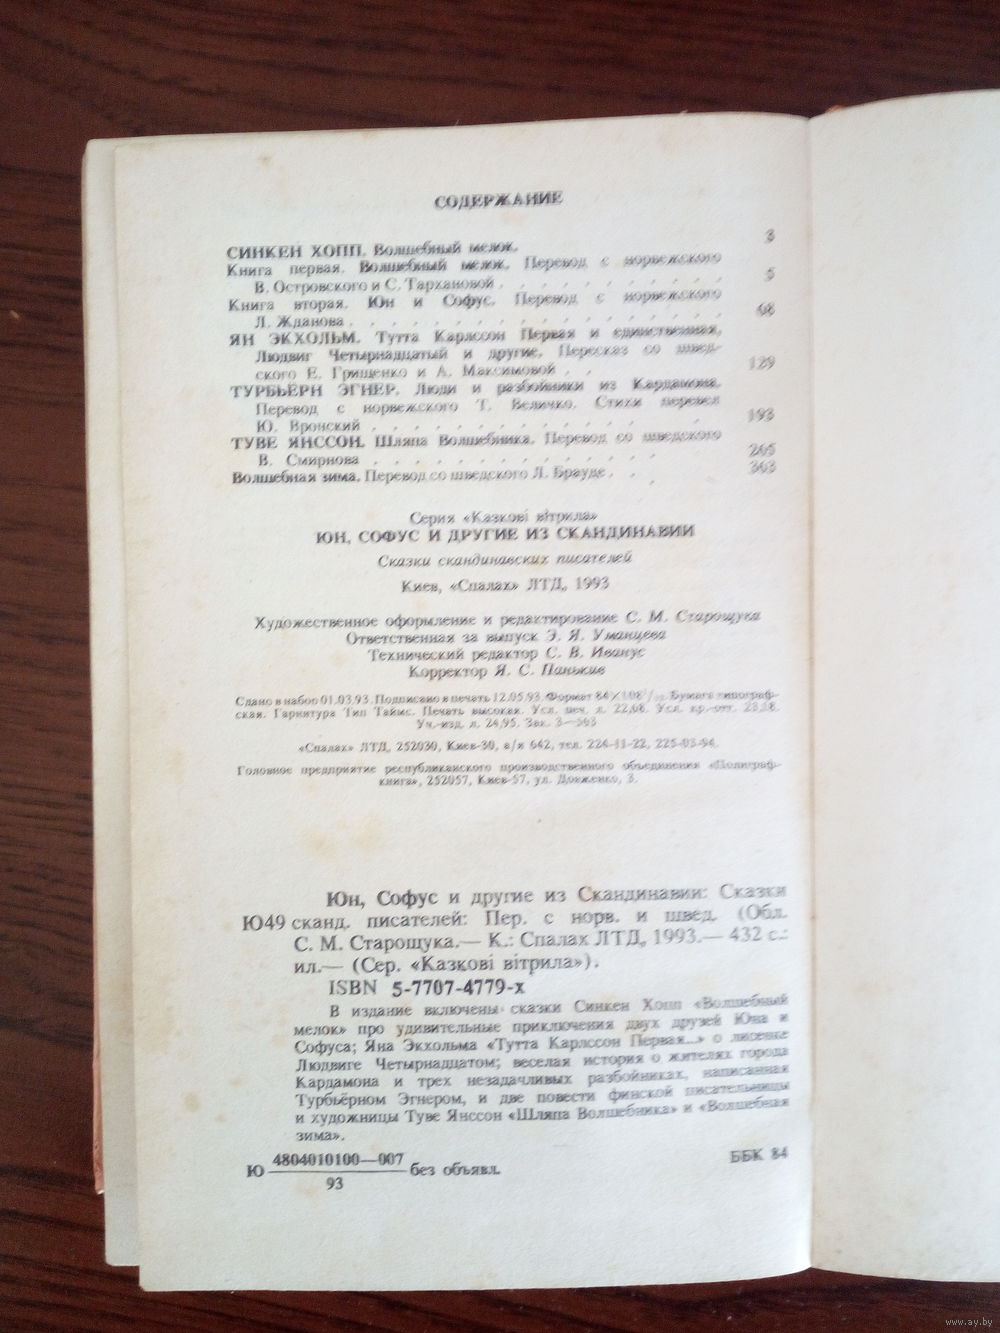 СОДЕРЖАНИЕ
СИНКЕН ХОПП. Волшебный мелок. 3
Книга первая. Волшебный мелок. Перевод с норвежского
В. Островского и С. Тархановой . . . . . . . . 5
Книга вторая. Юн и Софус. Перевод с норвежского
Л. Жданова . . . . . . . . . . . . . 68
ЯН ЭКХОЛЬМ. Тутта Карлссон Первая и единственная,
Людвиг Четырнадцатый и другие. Пересказ со швед-
ского Е. Грищенко и А. Максимовой . . 129
ТУРБЬЁРН ЭГНЕР. Люди и разбойники из Кардамона.
Перевод с норвежского Т. Величко. Стихи перевел
Ю. Вронский . . . . . . . . . . . . 193
ТУВЕ ЯНССОН. Шляпа Волшебника. Перевод со шведского
В. Смирнова . . . . . . . . . . . 265
Волшебная зима. Перевод со шведского Л. Брауде . . . 363
Серия «Казкові вітрила»
ЮН, СОФУС И ДРУГИЕ ИЗ СКАНДИНАВИИ
Сказки скандинавских писателей
Киев, «Спалах» ЛТД, 1993
Художественное оформление и редактирование С. М. Старощука
Ответственная за выпуск Э. Я. Уманцева
Технический редактор С. В. Иванус
Корректор Я. С. Панькив
Сдано в набор 01.03.93. Подписано в печать 12.05.93. Формат 84×108¹/₃₂. Бумага типограф-
ская. Гарнитура Тип Таймс. Печать высокая. Усл. печ. л. 22,68. Усл. кр.-отт.
Уч.-изд. л. 24,95. Зак. 3—503
«Спалах» ЛТД, 252030, Киев-30, а/я 642, тел. 224-11-22, 225-03-94.
Головное предприятие республиканского производственного объединения «Полиграф-
книга», 252057, Киев-57, ул. Довженко, 3.
Юн, Софус и другие из Скандинавии: Сказки
Ю49 сканд. писателей: Пер. с норв. и швед. (Обл.
С. М. Старощука.— К.: Спалах ЛТД, 1993.— 432 с.:
ил.— (Сер. «Казкові вітрила»).
ISBN 5-7707-4779-x
В издание включены сказки Синкен Хопп «Волшебный
мелок» про удивительные приключения двух друзей Юна и
Софуса; Яна Экхольма «Тутта Карлссон Первая...» о лисенке
Людвиге Четырнадцатом; веселая история о жителях города
Кардамона и трех незадачливых разбойниках, написанная
Турбьёрном Эгнером, и две повести финской писательницы
и художницы Туве Янссон «Шляпа Волшебника» и «Волшебная
зима».
Ю 4804010100—007 без объявл. ББК 84
93
www.ay.by